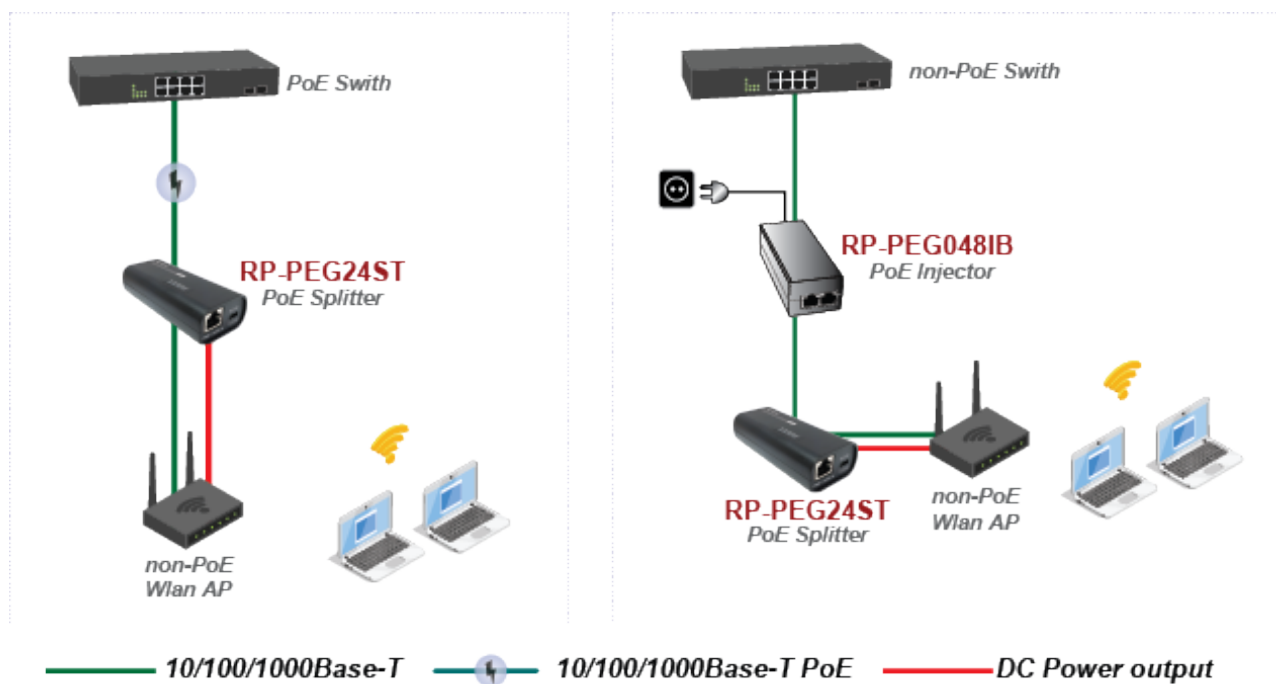 PoE Swith
RP-PEG24ST
PoE Splitter
non-PoE
Wlan AP
non-PoE Swith
RP-PEG048IB
PoE Injector
RP-PEG24ST
PoE Splitter
non-PoE
Wlan AP
10/100/1000Base-T
10/100/1000Base-T PoE
DC Power output